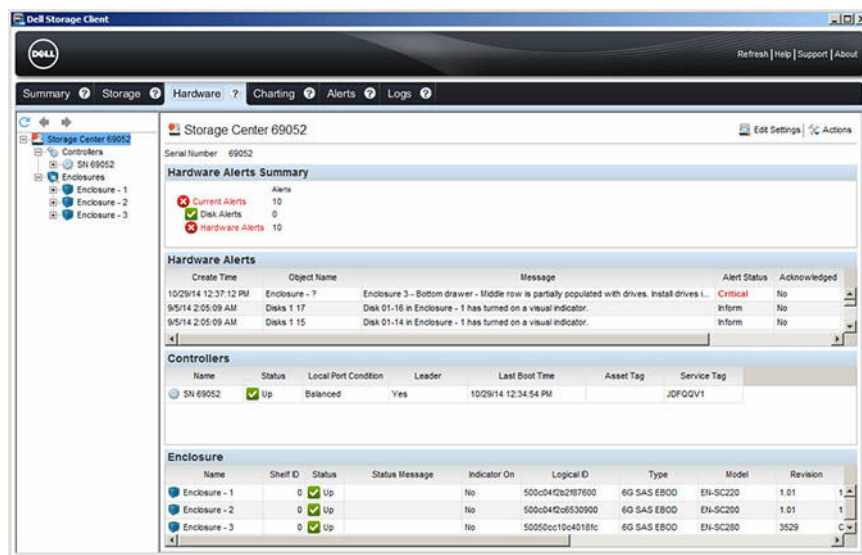 Dell Storage Client
DELL
Refresh | Help | Support | About
Summary ? Storage ? Hardware ? Charting ? Alerts ? Logs ?
Storage Center 69052
Controllers
SN 69052
Enclosures
Enclosure - 1
Enclosure - 2
Enclosure - 3
Storage Center 69052
Edit Settings | Actions
Serial Number 69052
Hardware Alerts Summary
Alerts
Current Alerts 10
Disk Alerts 0
Hardware Alerts 10
Hardware Alerts
Create Time Object Name Message Alert Status Acknowledged
10/29/14 12:37:12 PM Enclosure - ? Enclosure 3 - Bottom drawer - Middle row is partially populated with drives. Install drives i... Critical No
9/5/14 2:05:09 AM Disks 1 17 Disk 01-16 in Enclosure - 1 has turned on a visual indicator. Inform No
9/5/14 2:05:09 AM Disks 1 15 Disk 01-14 in Enclosure - 1 has turned on a visual indicator. Inform No
Controllers
Name Status Local Port Condition Leader Last Boot Time Asset Tag Service Tag
SN 69052 Up Balanced Yes 10/29/14 12:34:54 PM JDFQQV1
Enclosure
Name Shelf ID Status Status Message Indicator On Logical ID Type Model Revision
Enclosure - 1 0 Up No 500c04f2b2f87600 6G SAS EBOD EN-SC220 1.01 1
Enclosure - 2 0 Up No 500c04f2c6530900 6G SAS EBOD EN-SC200 1.01 1
Enclosure - 3 0 Up No 50050cc10c4018fc 6G SAS EBOD EN-SC280 3529 C